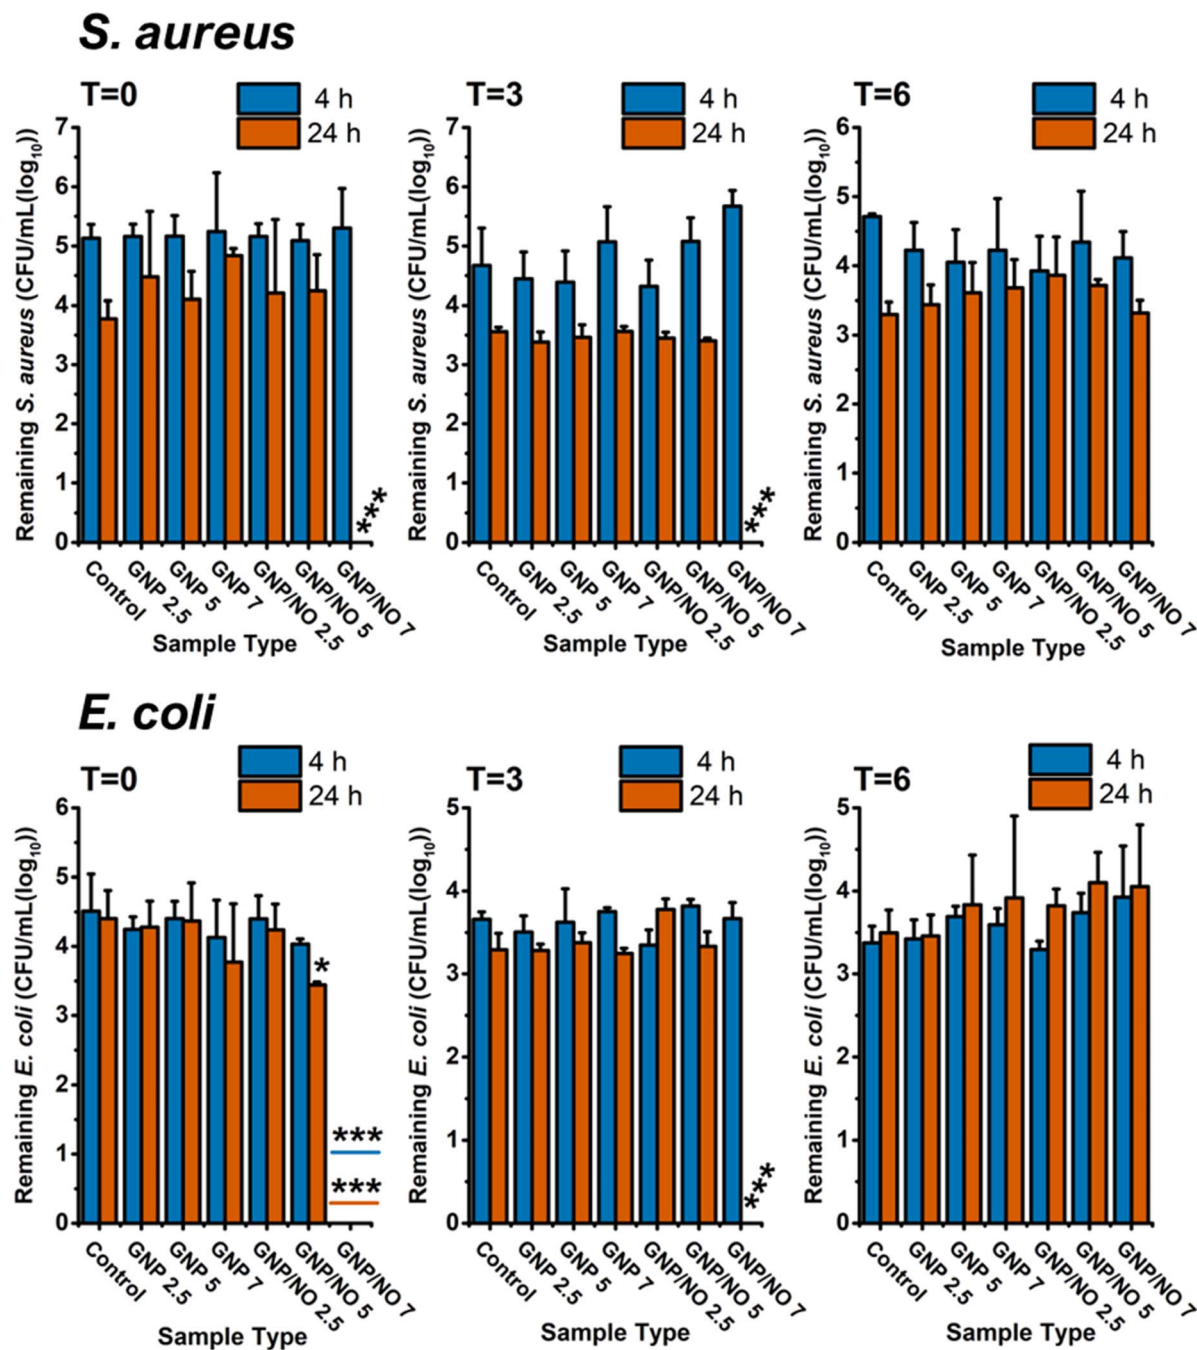 S. aureus
T=0
4 h
24 h
Remaining S. aureus (CFU/mL(log10))
7
6
5
4
3
2
1
0
***
Control
GNP 2.5
GNP 5
GNP 7
GNP/NO 2.5
GNP/NO 5
GNP/NO 7
Sample Type
T=3
4 h
24 h
Remaining S. aureus (CFU/mL(log10))
7
6
5
4
3
2
1
0
***
Control
GNP 2.5
GNP 5
GNP 7
GNP/NO 2.5
GNP/NO 5
GNP/NO 7
Sample Type
T=6
4 h
24 h
Remaining S. aureus (CFU/mL(log10))
6
5
4
3
2
1
0
Control
GNP 2.5
GNP 5
GNP 7
GNP/NO 2.5
GNP/NO 5
GNP/NO 7
Sample Type
E. coli
T=0
4 h
24 h
Remaining E. coli (CFU/mL(log10))
6
5
4
3
2
1
0
*
***
***
Control
GNP 2.5
GNP 5
GNP 7
GNP/NO 2.5
GNP/NO 5
GNP/NO 7
Sample Type
T=3
4 h
24 h
Remaining E. coli (CFU/mL(log10))
5
4
3
2
1
0
***
Control
GNP 2.5
GNP 5
GNP 7
GNP/NO 2.5
GNP/NO 5
GNP/NO 7
Sample Type
T=6
4 h
24 h
Remaining E. coli (CFU/mL(log10))
5
4
3
2
1
0
Control
GNP 2.5
GNP 5
GNP 7
GNP/NO 2.5
GNP/NO 5
GNP/NO 7
Sample Type